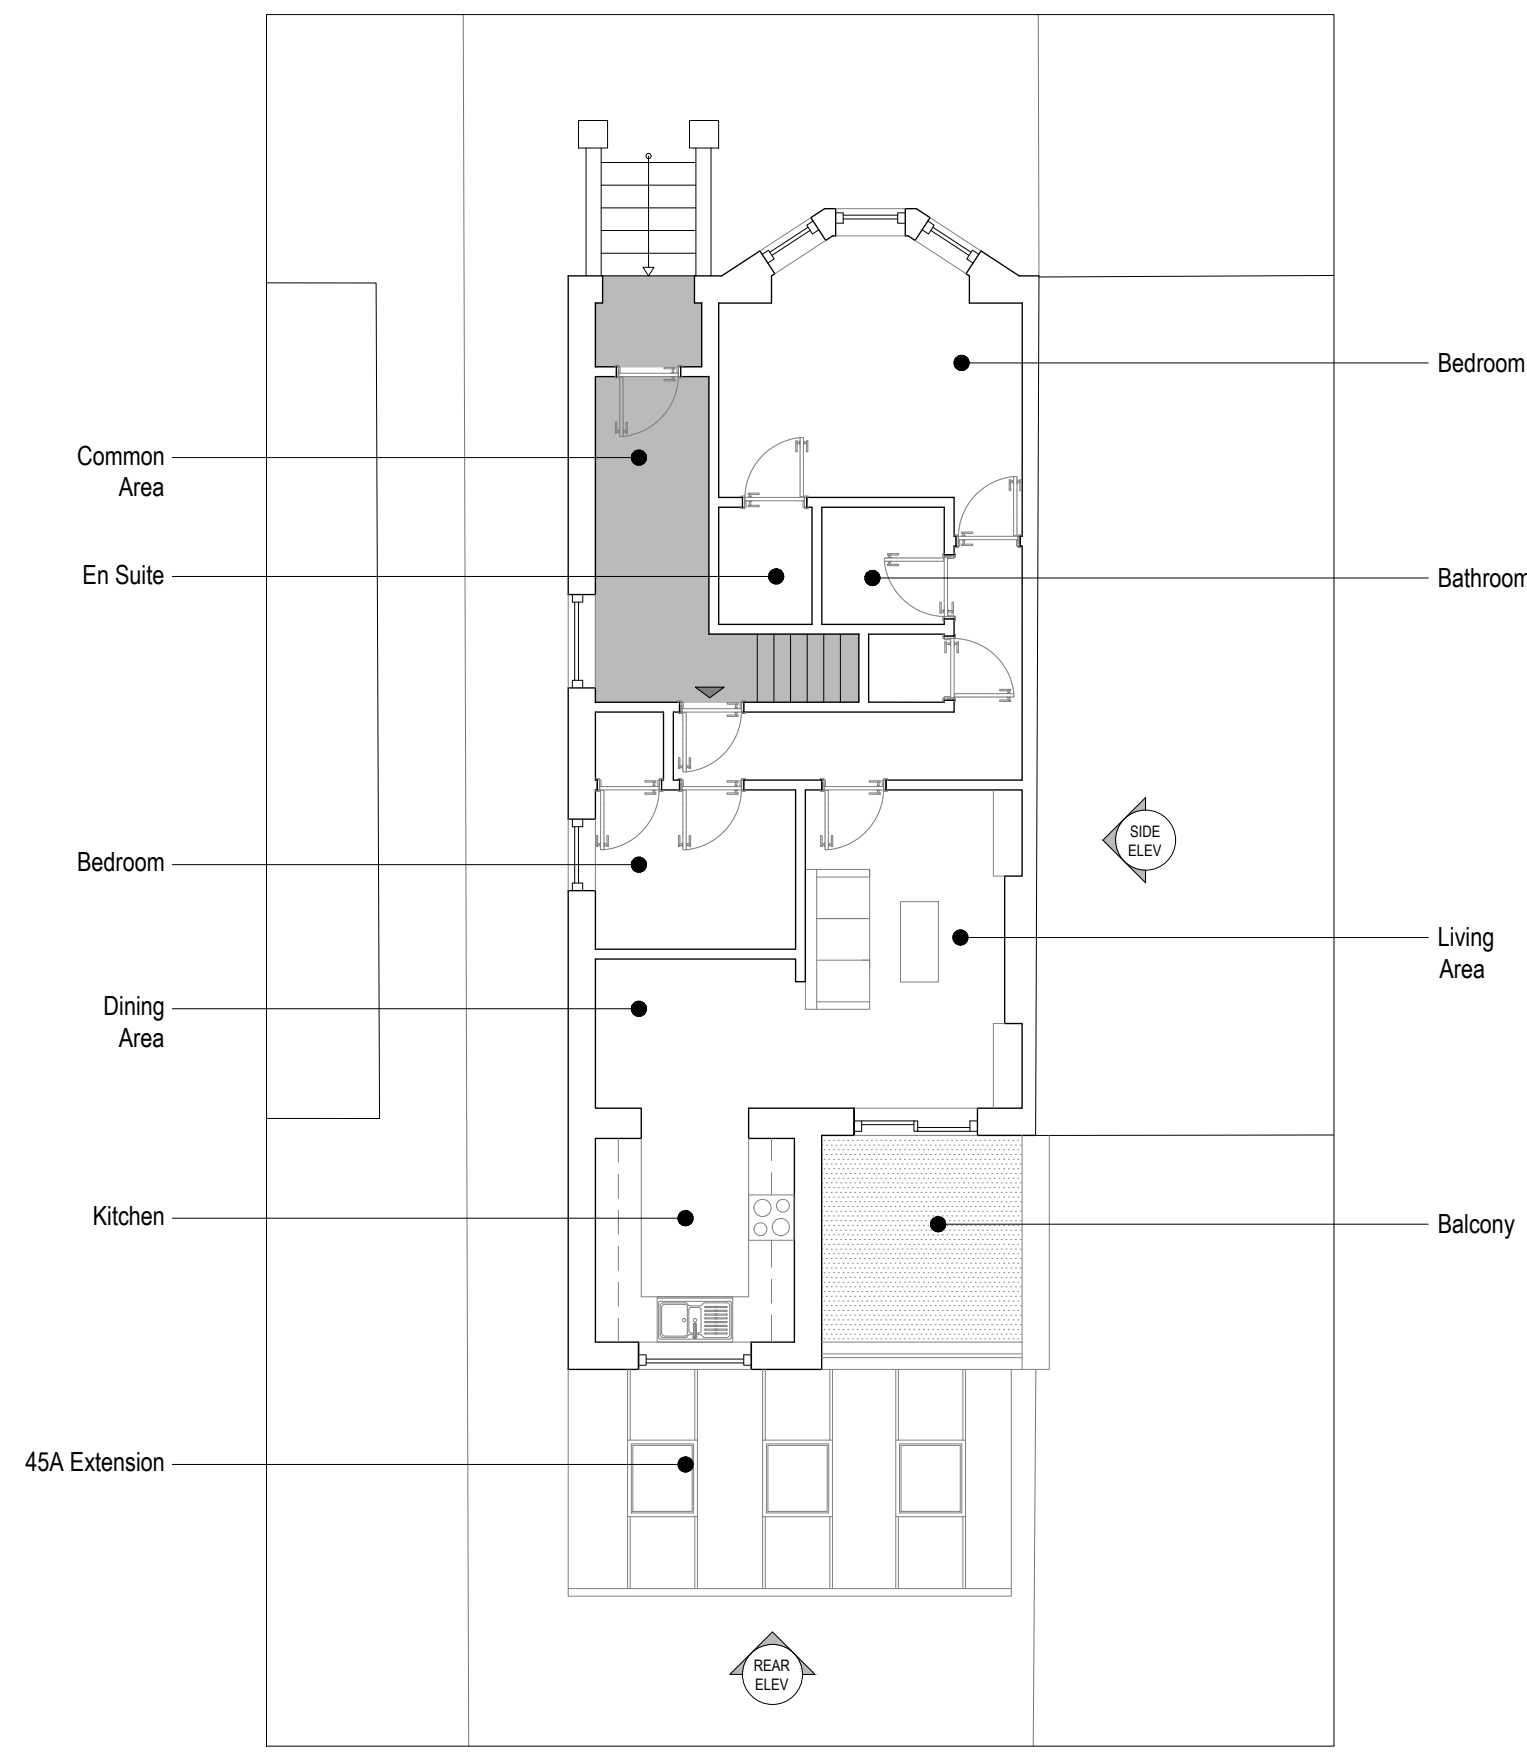 Bedroom
Common
Area
En Suite
Bathroom
SIDE
ELEV
Bedroom
Living
Area
Dining
Area
Kitchen
Balcony
45A Extension
REAR
ELEV